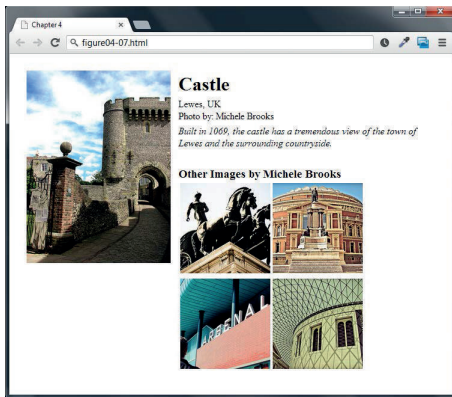 Chapter 4
figure04-07.html
Castle
Lewes, UK
Photo by: Michele Brooks
Built in 1069, the castle has a tremendous view of the town of
Lewes and the surrounding countryside.
Other Images by Michele Brooks
ARSENAL